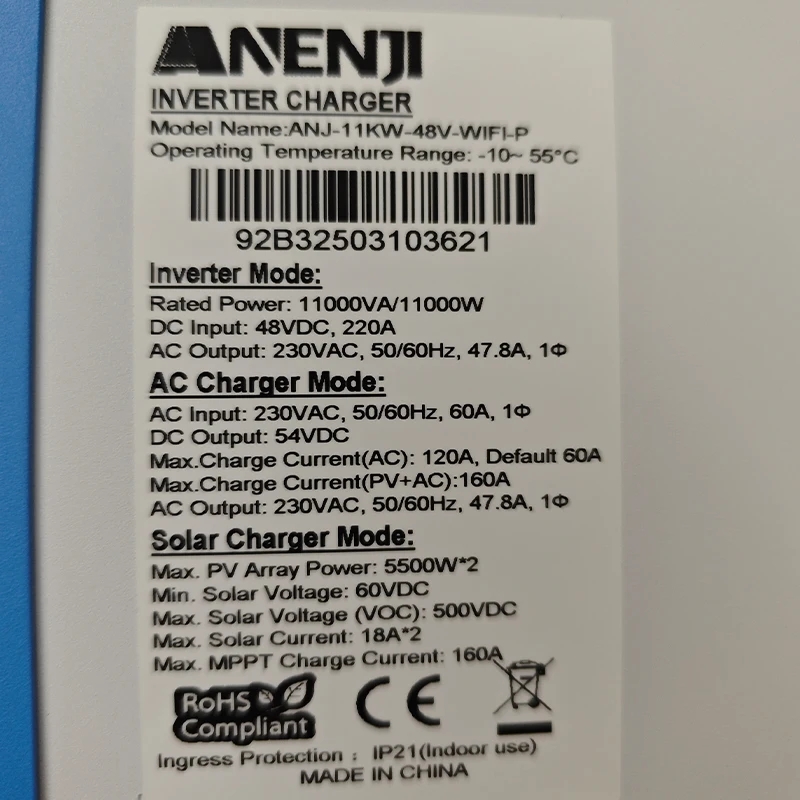 ANENJI
INVERTER CHARGER
Model Name:ANJ-11KW-48V-WIFI-P
Operating Temperature Range: -10~ 55°C
92B32503103621
Inverter Mode:
Rated Power: 11000VA/11000W
DC Input: 48VDC, 220A
AC Output: 230VAC, 50/60Hz, 47.8A, 1Φ
AC Charger Mode:
AC Input: 230VAC, 50/60Hz, 60A, 1Φ
DC Output: 54VDC
Max.Charge Current(AC): 120A, Default 60A
Max.Charge Current(PV+AC):160A
AC Output: 230VAC, 50/60Hz, 47.8A, 1Φ
Solar Charger Mode:
Max. PV Array Power: 5500W*2
Min. Solar Voltage: 60VDC
Max. Solar Voltage (VOC): 500VDC
Max. Solar Current: 18A*2
Max. MPPT Charge Current: 160A
RoHS
Compliant
CE
Ingress Protection : IP21(Indoor use)
MADE IN CHINA